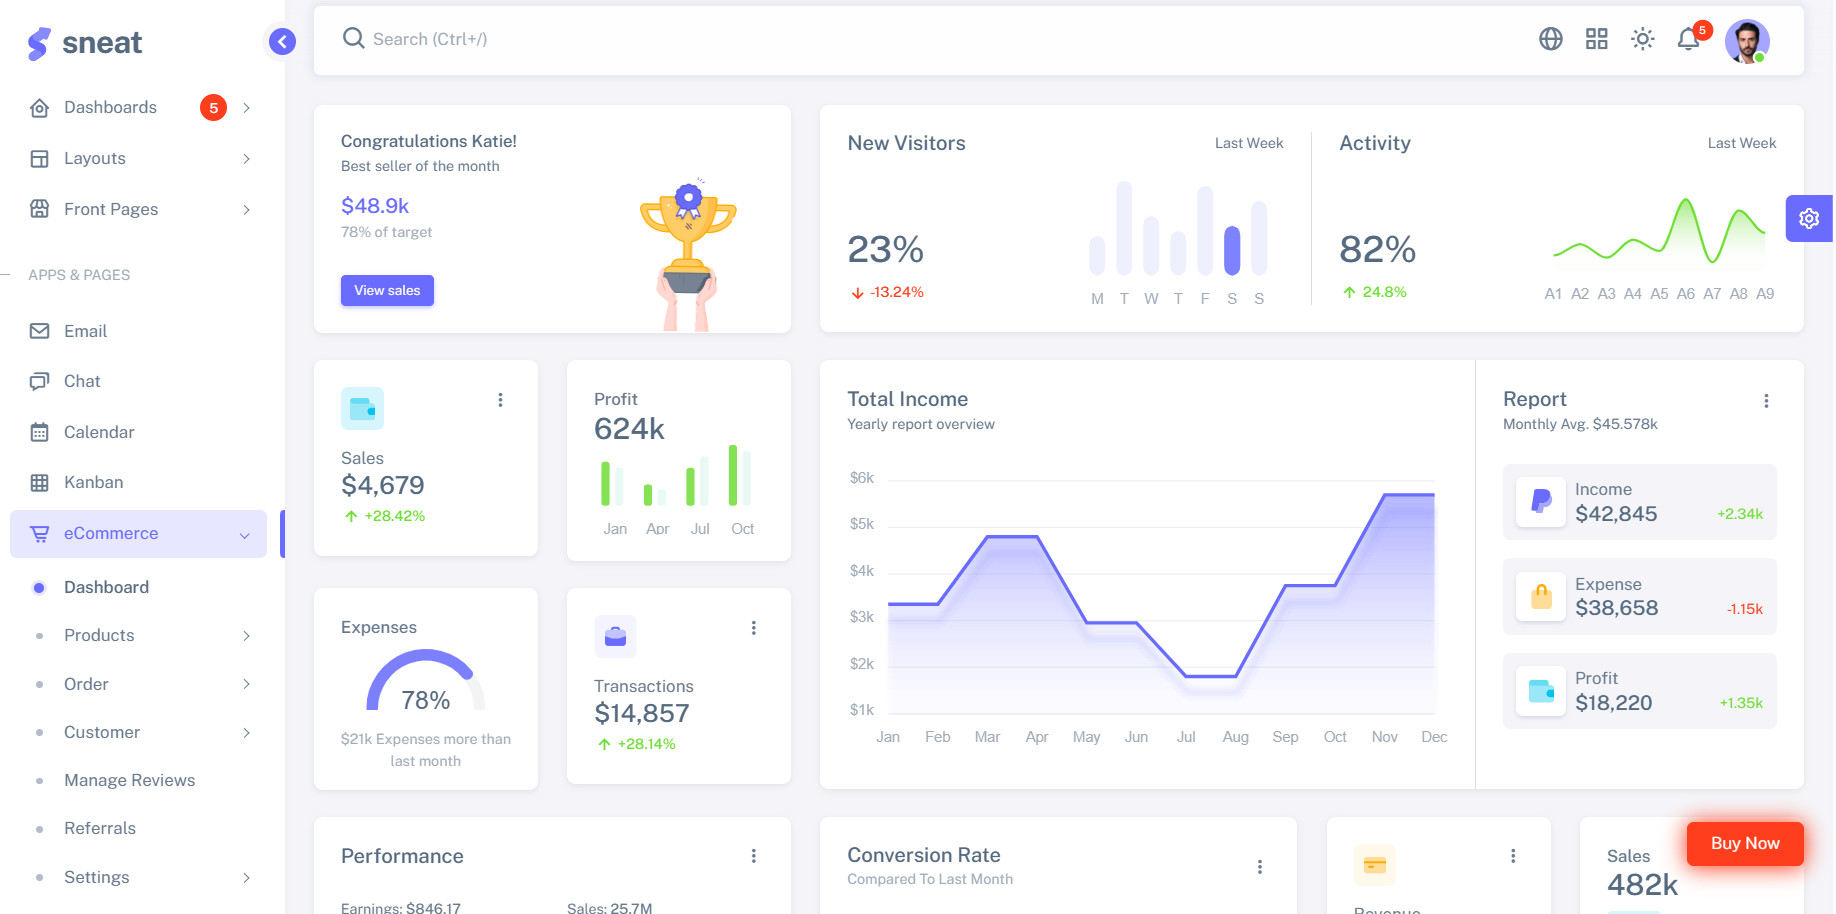 sneat
Dashboards
5
Layouts
Front Pages
APPS & PAGES
Email
Chat
Calendar
Kanban
eCommerce
Dashboard
Products
Order
Customer
Manage Reviews
Referrals
Settings
Search (Ctrl+/)
5
Congratulations Katie!
Best seller of the month
$48.9k
78% of target
View sales
New Visitors
Last Week
23%
-13.24%
M T W T F S S
Activity
Last Week
82%
24.8%
A1 A2 A3 A4 A5 A6 A7 A8 A9
Sales
$4,679
+28.42%
Profit
624k
Jan Apr Jul Oct
Expenses
78%
$21k Expenses more than
last month
Transactions
$14,857
+28.14%
Total Income
Yearly report overview
$6k
$5k
$4k
$3k
$2k
$1k
Jan Feb Mar Apr May Jun Jul Aug Sep Oct Nov Dec
Report
Monthly Avg. $45.578k
Income
$42,845
+2.34k
Expense
$38,658
-1.15k
Profit
$18,220
+1.35k
Performance
Earnings: $846.17
Sales: 25.7M
Conversion Rate
Compared To Last Month
Revenue
Sales
482k
Buy Now